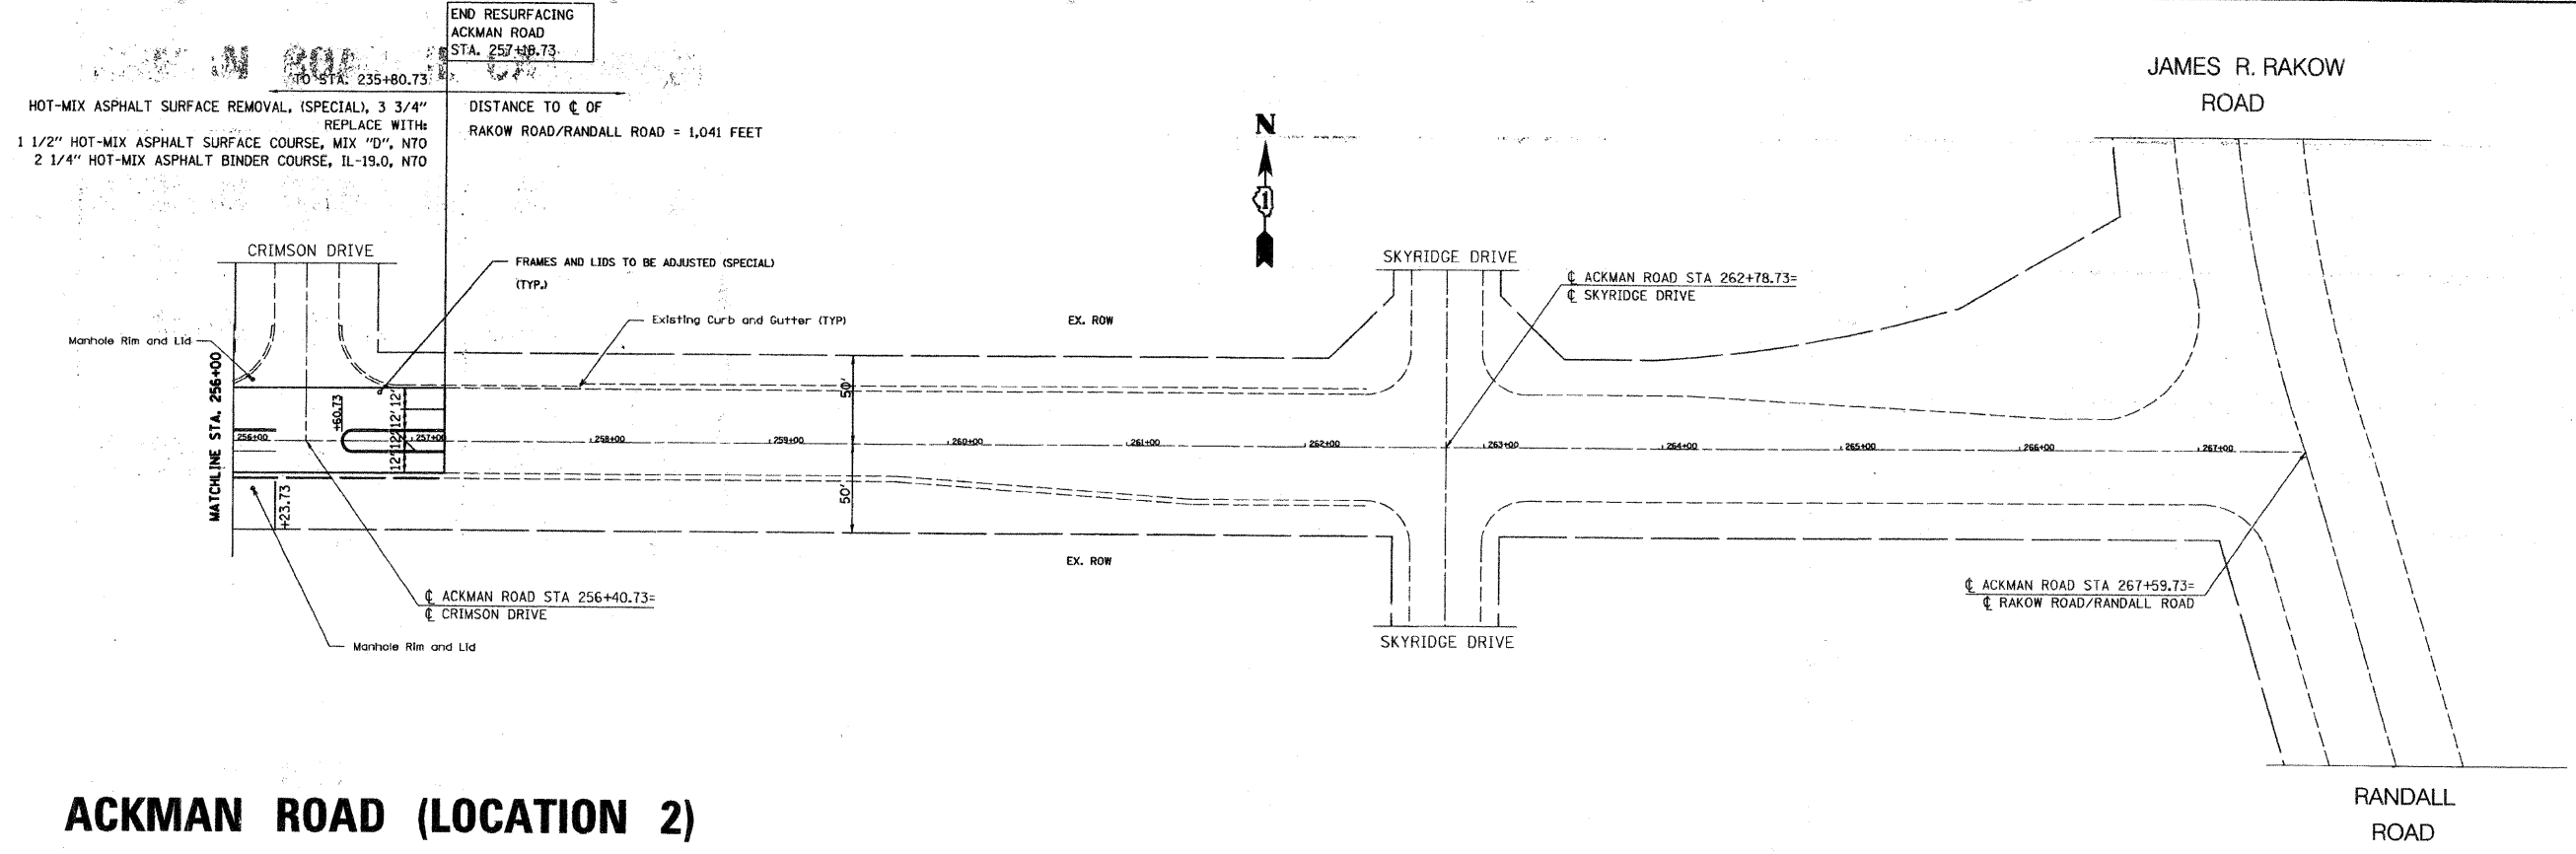 END RESURFACING
ACKMAN ROAD
STA. 257+18.73
TO STA. 235+80.73
HOT-MIX ASPHALT SURFACE REMOVAL, (SPECIAL), 3 3/4"
REPLACE WITH:
1 1/2" HOT-MIX ASPHALT SURFACE COURSE, MIX "D", N70
2 1/4" HOT-MIX ASPHALT BINDER COURSE, IL-19.0, N70
DISTANCE TO ℄ OF
RAKOW ROAD/RANDALL ROAD = 1,041 FEET
N
1
JAMES R. RAKOW
ROAD
CRIMSON DRIVE
FRAMES AND LIDS TO BE ADJUSTED (SPECIAL)
(TYP.)
SKYRIDGE DRIVE
℄ ACKMAN ROAD STA 262+78.73=
℄ SKYRIDGE DRIVE
Existing Curb and Gutter (TYP)
EX. ROW
Manhole Rim and Lid
MATCHLINE STA. 256+00
+60.73
12' 12' 12' 12'
50'
256+00 257+00 258+00 259+00 260+00 261+00 262+00 263+00 264+00 265+00 266+00 267+00
50'
+23.73
EX. ROW
℄ ACKMAN ROAD STA 256+40.73=
℄ CRIMSON DRIVE
℄ ACKMAN ROAD STA 267+59.73=
℄ RAKOW ROAD/RANDALL ROAD
Manhole Rim and Lid
SKYRIDGE DRIVE
ACKMAN ROAD (LOCATION 2)
RANDALL
ROAD